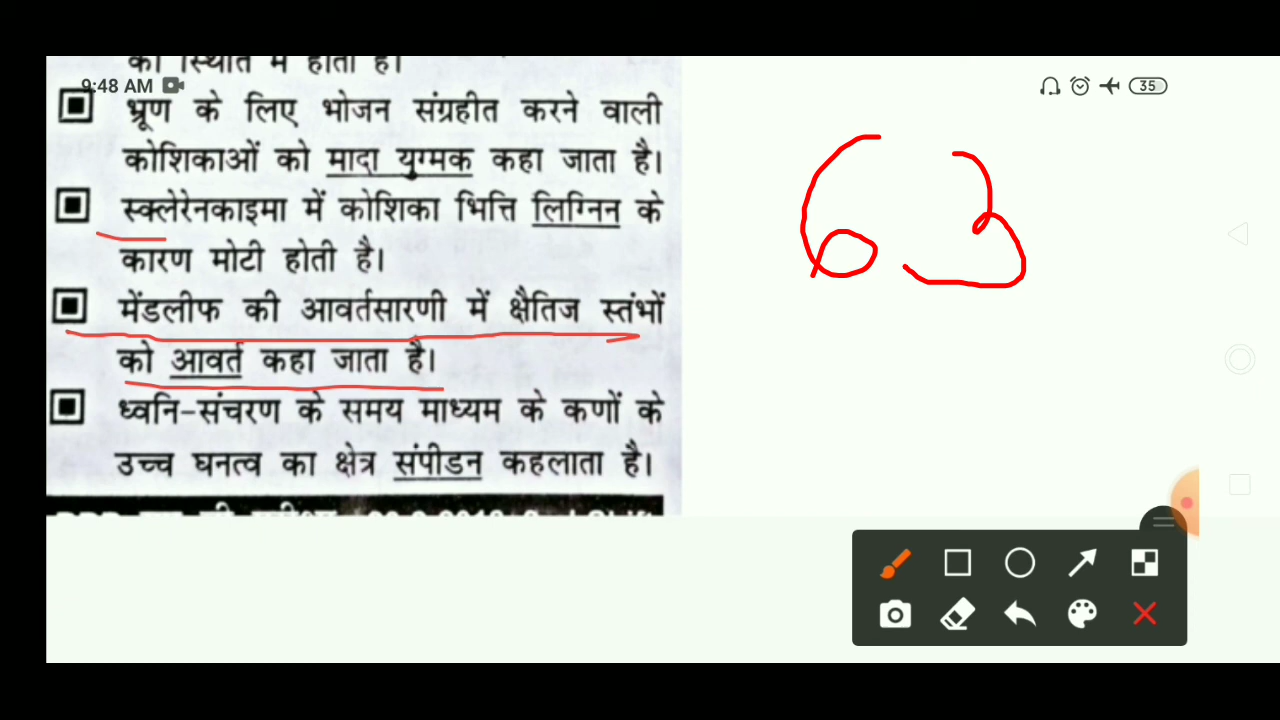 की स्थिति में होता है।
9:48 AM
35
भ्रूण के लिए भोजन संग्रहीत करने वाली
कोशिकाओं को मादा युग्मक कहा जाता है।
स्क्लेरेनकाइमा में कोशिका भित्ति लिग्निन के
कारण मोटी होती है।
मेंडलीफ की आवर्तसारणी में क्षैतिज स्तंभों
को आवर्त कहा जाता है।
ध्वनि-संचरण के समय माध्यम के कणों के
उच्च घनत्व का क्षेत्र संपीडन कहलाता है।
63